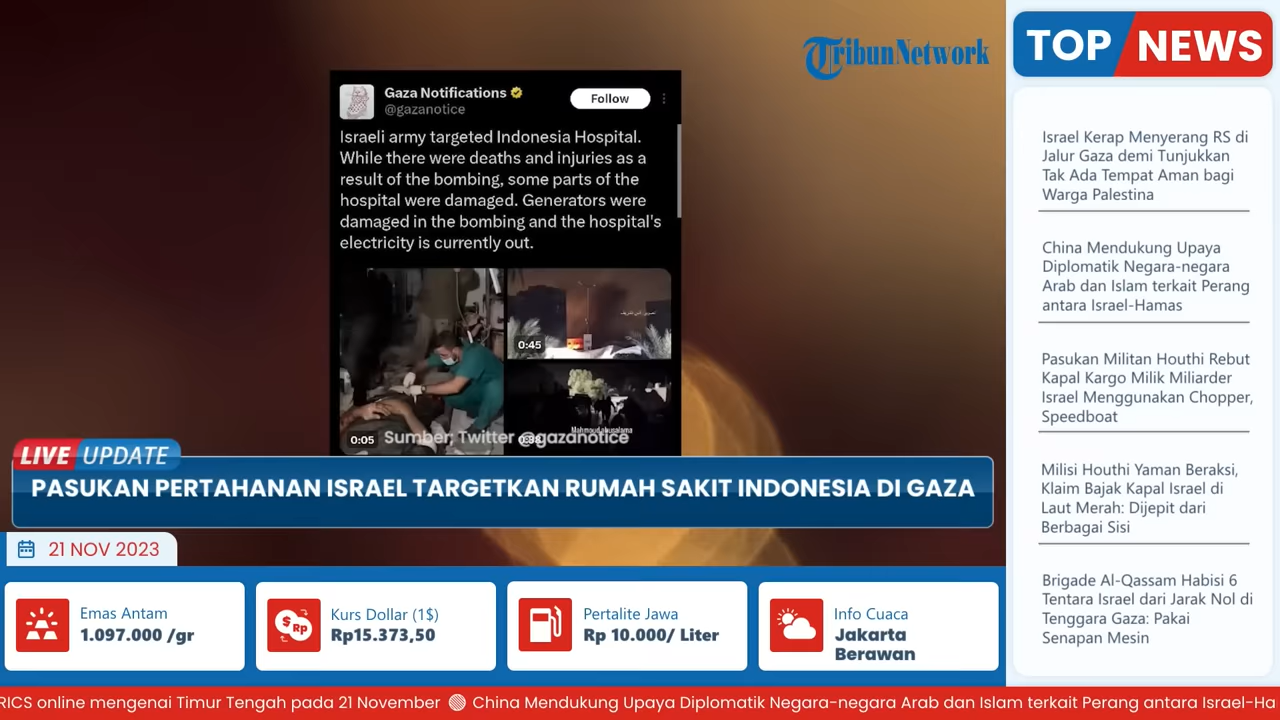 TribunNetwork
Gaza Notifications
@gazanotice
Follow
Israeli army targeted Indonesia Hospital.
While there were deaths and injuries as a
result of the bombing, some parts of the
hospital were damaged. Generators were
damaged in the bombing and the hospital's
electricity is currently out.
0:45
0:05
Sumber; Twitter @gazanotice
LIVE UPDATE
PASUKAN PERTAHANAN ISRAEL TARGETKAN RUMAH SAKIT INDONESIA DI GAZA
21 NOV 2023
Emas Antam
1.097.000 /gr
Kurs Dollar (1$)
Rp15.373,50
Pertalite Jawa
Rp 10.000/ Liter
Info Cuaca
Jakarta
Berawan
TOP NEWS
Israel Kerap Menyerang RS di
Jalur Gaza demi Tunjukkan
Tak Ada Tempat Aman bagi
Warga Palestina
China Mendukung Upaya
Diplomatik Negara-negara
Arab dan Islam terkait Perang
antara Israel-Hamas
Pasukan Militan Houthi Rebut
Kapal Kargo Milik Miliarder
Israel Menggunakan Chopper,
Speedboat
Milisi Houthi Yaman Beraksi,
Klaim Bajak Kapal Israel di
Laut Merah: Dijepit dari
Berbagai Sisi
Brigade Al-Qassam Habisi 6
Tentara Israel dari Jarak Nol di
Tenggara Gaza: Pakai
Senapan Mesin
RICS online mengenai Timur Tengah pada 21 November China Mendukung Upaya Diplomatik Negara-negara Arab dan Islam terkait Perang antara Israel-Ha